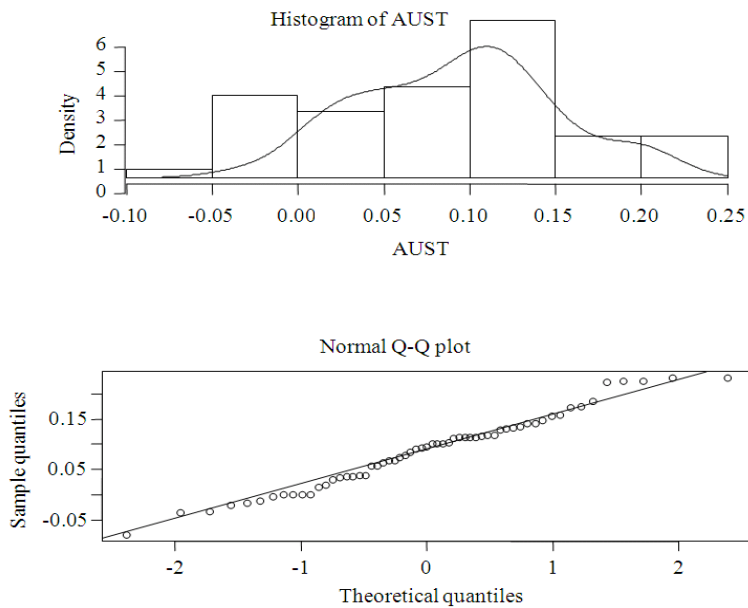 Histogram of AUST
Density
6
5
4
3
2
1
0
-0.10 -0.05 0.00 0.05 0.10 0.15 0.20 0.25
AUST
Normal Q-Q plot
Sample quantiles
0.15
0.05
-0.05
-2 -1 0 1 2
Theoretical quantiles